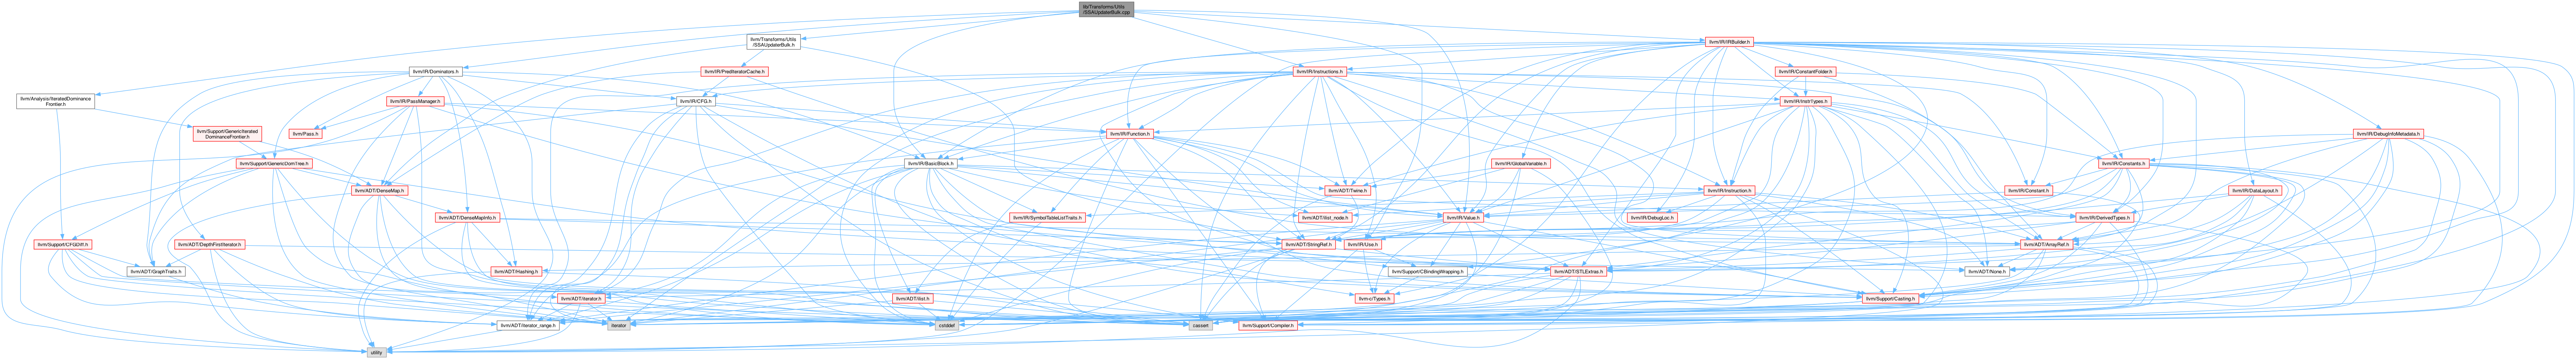 lib/Transforms/Utils
/SSAUpdaterBulk.cpp
llvm/Transforms/Utils
/SSAUpdaterBulk.h
llvm/IR/IRBuilder.h
llvm/IR/Dominators.h
llvm/IR/PredIteratorCache.h
llvm/IR/Instructions.h
llvm/IR/ConstantFolder.h
llvm/Analysis/IteratedDominance
Frontier.h
llvm/IR/PassManager.h
llvm/IR/CFG.h
llvm/IR/InstrTypes.h
llvm/Support/GenericIterated
DominanceFrontier.h
llvm/Pass.h
llvm/IR/Function.h
llvm/IR/DebugInfoMetadata.h
llvm/Support/GenericDomTree.h
llvm/IR/BasicBlock.h
llvm/IR/GlobalVariable.h
llvm/IR/Constants.h
llvm/ADT/DenseMap.h
llvm/ADT/Twine.h
llvm/IR/Instruction.h
llvm/IR/Constant.h
llvm/IR/DataLayout.h
llvm/ADT/DenseMapInfo.h
llvm/IR/SymbolTableListTraits.h
llvm/ADT/ilist_node.h
llvm/IR/Value.h
llvm/IR/DebugLoc.h
llvm/IR/DerivedTypes.h
llvm/Support/CFGDiff.h
llvm/ADT/DepthFirstIterator.h
llvm/ADT/StringRef.h
llvm/IR/Use.h
llvm/ADT/ArrayRef.h
llvm/ADT/GraphTraits.h
llvm/ADT/Hashing.h
llvm/Support/CBindingWrapping.h
llvm/ADT/STLExtras.h
llvm/ADT/None.h
llvm/ADT/iterator.h
llvm/ADT/ilist.h
llvm-c/Types.h
llvm/Support/Casting.h
llvm/ADT/iterator_range.h
iterator
cstddef
cassert
llvm/Support/Compiler.h
utility